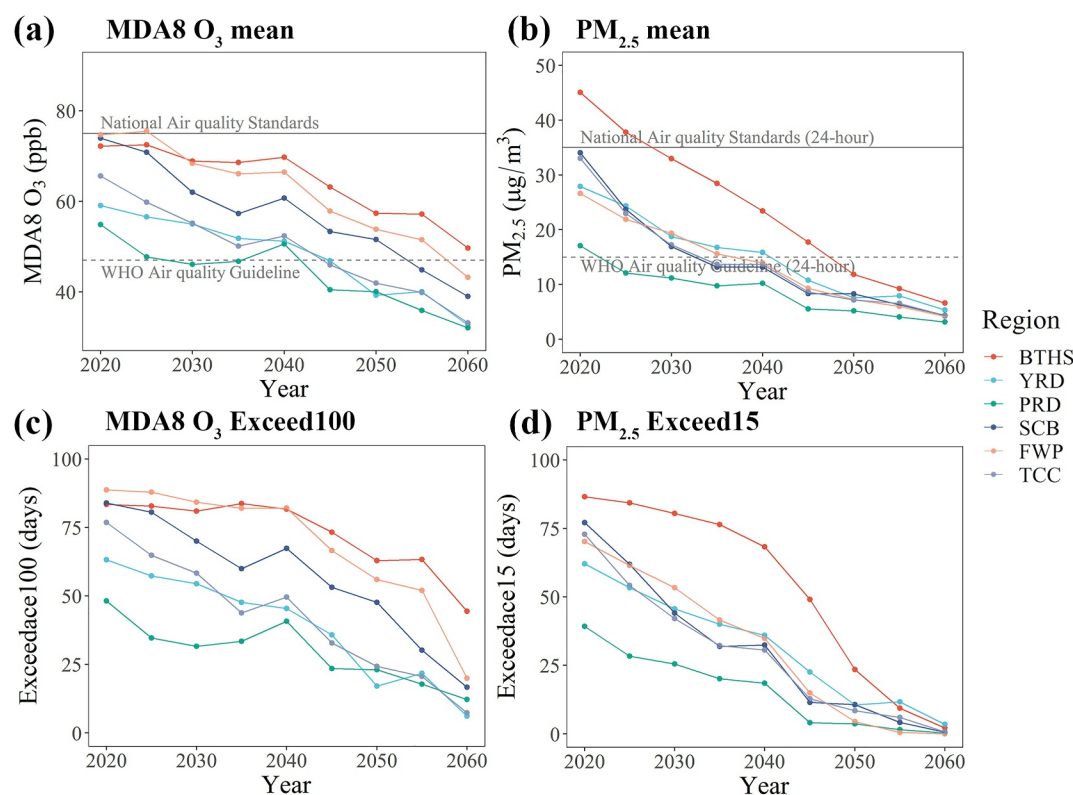 (a) MDA8 O3 mean
MDA8 O3 (ppb)
80
60
40
National Air quality Standards
WHO Air quality Guideline
2020 2030 2040 2050 2060
Year
(b) PM2.5 mean
PM2.5 (μg/m3)
50
40
30
20
10
0
National Air quality Standards (24-hour)
WHO Air quality Guideline (24-hour)
2020 2030 2040 2050 2060
Year
(c) MDA8 O3 Exceed100
Exceedace100 (days)
100
75
50
25
0
2020 2030 2040 2050 2060
Year
(d) PM2.5 Exceed15
Exceedace15 (days)
100
75
50
25
0
2020 2030 2040 2050 2060
Year
Region
BTHS
YRD
PRD
SCB
FWP
TCC